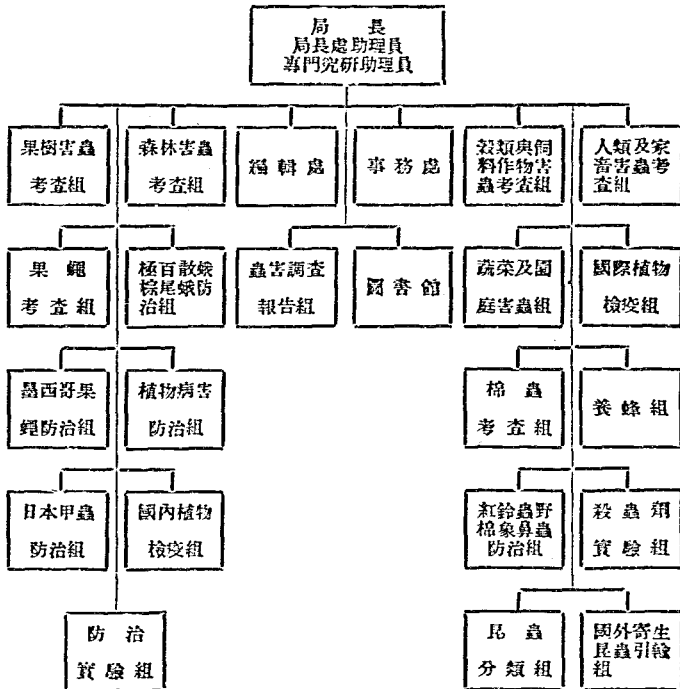 局長
局長處助理員
專門究研助理員
果樹害蟲
考查組
森林害蟲
考查組
編輯處
事務處
穀類與飼
料作物害
蟲考查組
人類及家
畜害蟲考
查組
果蠅
考查組
極百散蛾
棕尾蛾防
治組
蟲害調查
報告組
圖書館
蔬菜及園
庭害蟲組
國際植物
檢疫組
墨西哥果
蠅防治組
植物病害
防治組
棉蟲
考查組
養蜂組
日本甲蟲
防治組
國內植物
檢疫組
紅鈴蟲野
棉象鼻蟲
防治組
殺蟲劑
實驗組
防治
實驗組
昆蟲
分類組
國外寄生
昆蟲引輸
組